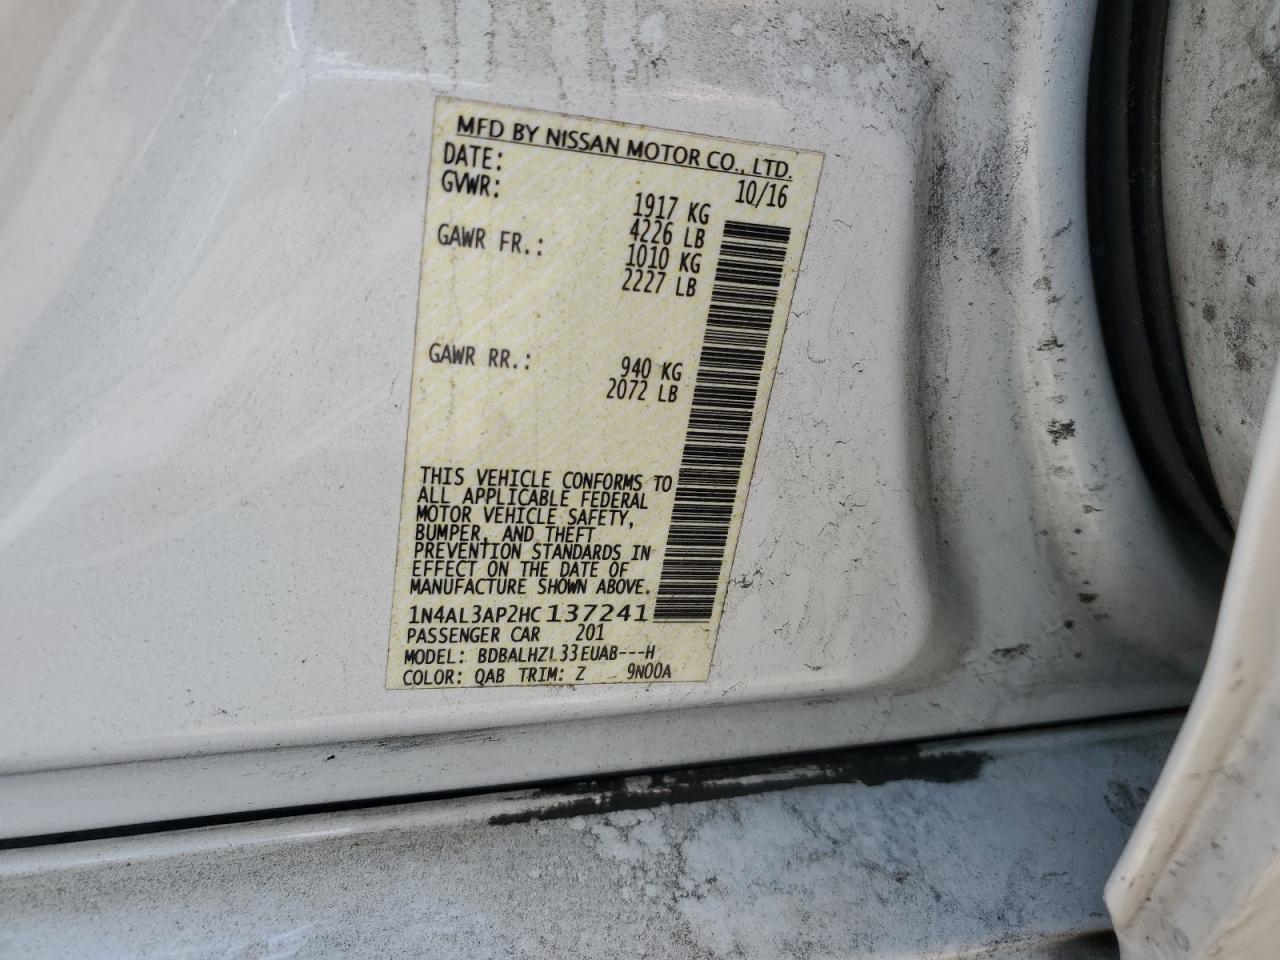 MFD BY NISSAN MOTOR CO., LTD.
DATE: 10/16
GVWR: 1917 KG
4226 LB
GAWR FR.: 1010 KG
2227 LB
GAWR RR.: 940 KG
2072 LB
THIS VEHICLE CONFORMS TO
ALL APPLICABLE FEDERAL
MOTOR VEHICLE SAFETY,
BUMPER, AND THEFT
PREVENTION STANDARDS IN
EFFECT ON THE DATE OF
MANUFACTURE SHOWN ABOVE.
1N4AL3AP2HC137241
PASSENGER CAR 201
MODEL: BDBALHZL33EUAB---H
COLOR: QAB TRIM: Z 9N00A